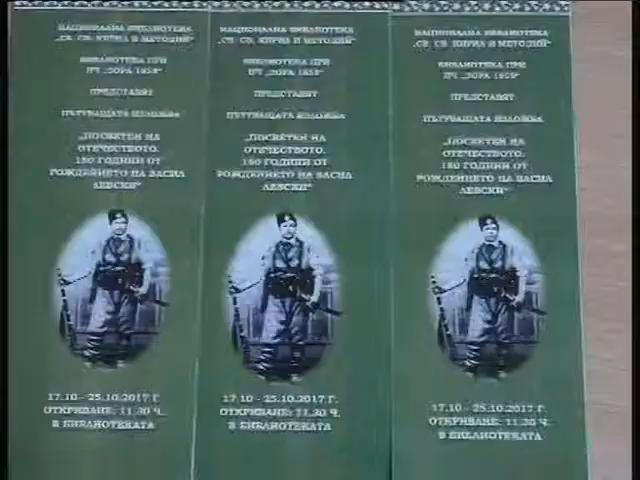 НАЦИОНАЛНА БИБЛИОТЕКА
„СВ. СВ. КИРИЛ И МЕТОДИЙ"
БИБЛИОТЕКА ПРИ
НЧ „ЗОРА 1858"
ПРЕДСТАВЯТ
ПЪТУВАЩАТА ИЗЛОЖБА
„ПОСВЕТЕН НА
ОТЕЧЕСТВОТО.
180 ГОДИНИ ОТ
РОЖДЕНИЕТО НА ВАСИЛ
ЛЕВСКИ"
17.10 - 25.10.2017 Г.
ОТКРИВАНЕ: 11.30 Ч.
В БИБЛИОТЕКАТА
НАЦИОНАЛНА БИБЛИОТЕКА
„СВ. СВ. КИРИЛ И МЕТОДИЙ"
БИБЛИОТЕКА ПРИ
НЧ „ЗОРА 1858"
ПРЕДСТАВЯТ
ПЪТУВАЩАТА ИЗЛОЖБА
„ПОСВЕТЕН НА
ОТЕЧЕСТВОТО.
180 ГОДИНИ ОТ
РОЖДЕНИЕТО НА ВАСИЛ
ЛЕВСКИ"
17.10 - 25.10.2017 Г.
ОТКРИВАНЕ: 11.30 Ч.
В БИБЛИОТЕКАТА
НАЦИОНАЛНА БИБЛИОТЕКА
„СВ. СВ. КИРИЛ И МЕТОДИЙ"
БИБЛИОТЕКА ПРИ
НЧ „ЗОРА 1858"
ПРЕДСТАВЯТ
ПЪТУВАЩАТА ИЗЛОЖБА
„ПОСВЕТЕН НА
ОТЕЧЕСТВОТО.
180 ГОДИНИ ОТ
РОЖДЕНИЕТО НА ВАСИЛ
ЛЕВСКИ"
17.10 - 25.10.2017 Г.
ОТКРИВАНЕ: 11.30 Ч.
В БИБЛИОТЕКАТА